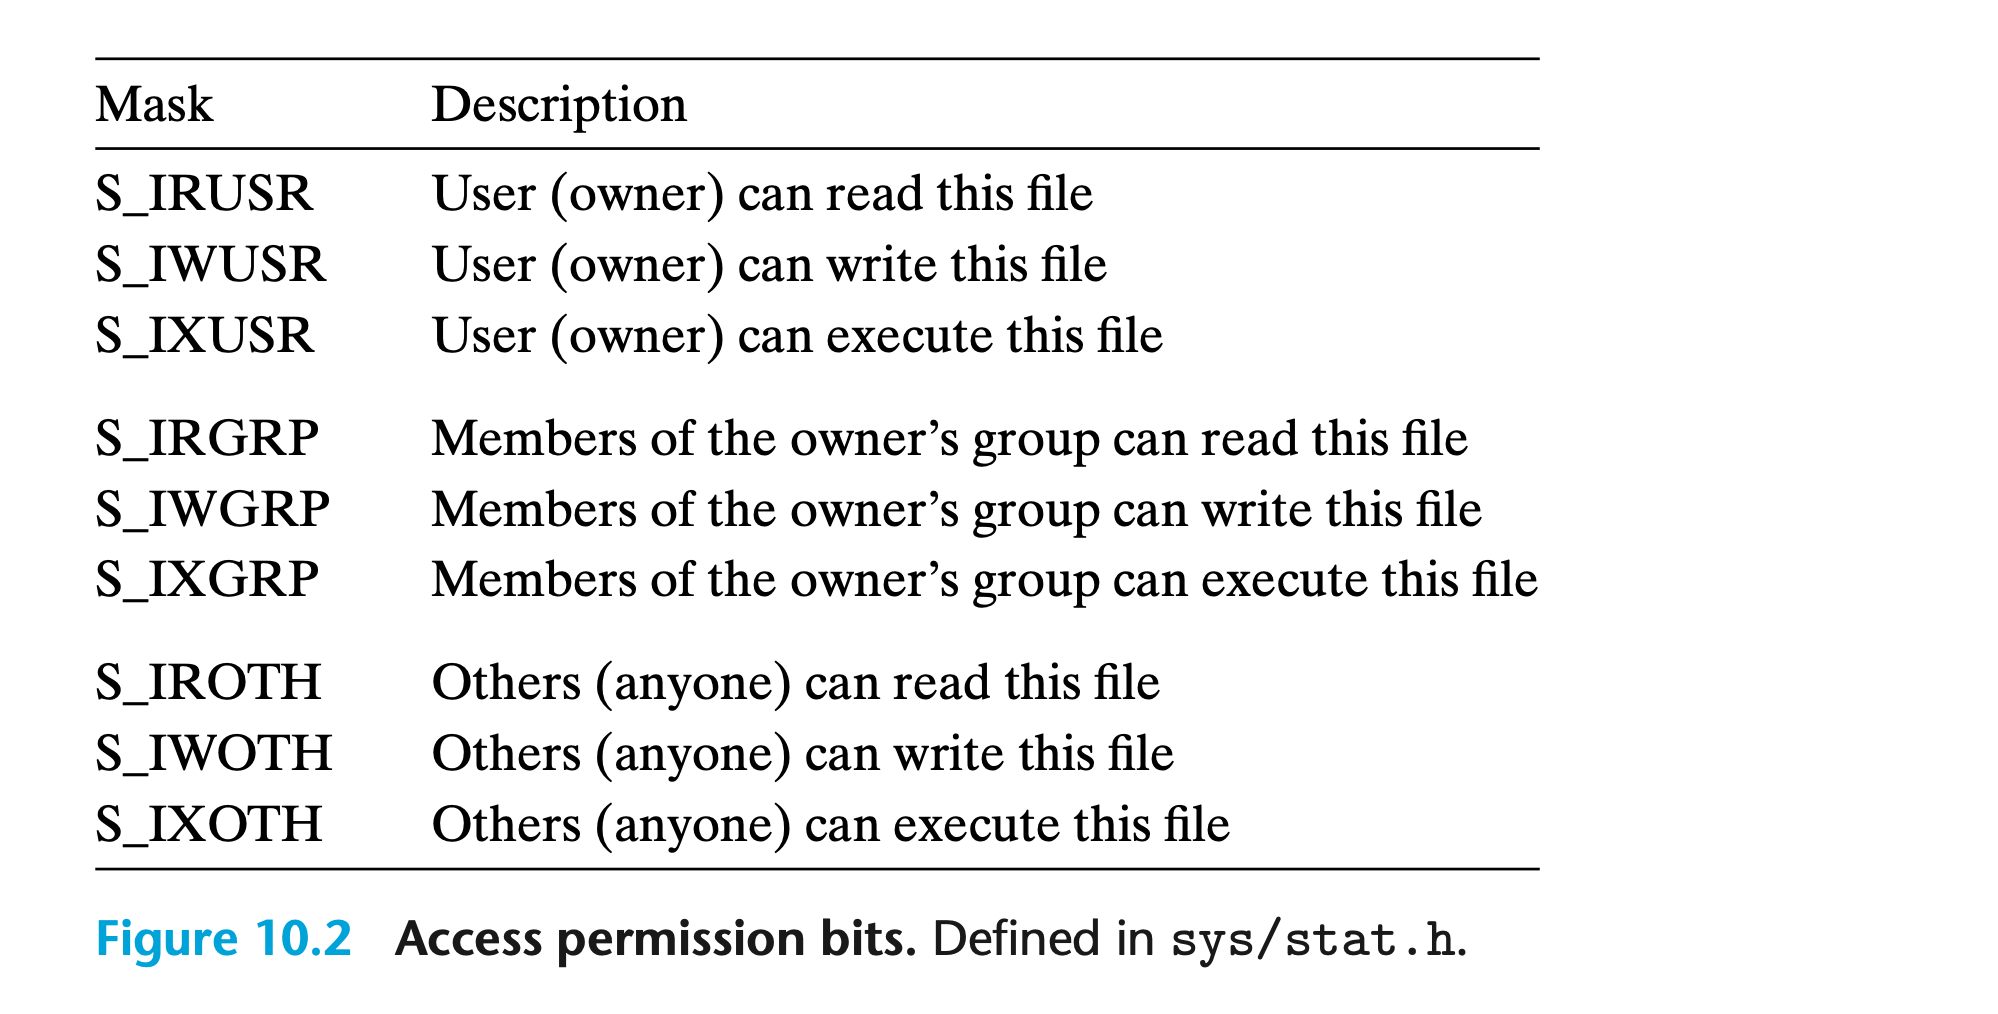 Mask Description
S_IRUSR User (owner) can read this file
S_IWUSR User (owner) can write this file
S_IXUSR User (owner) can execute this file
S_IRGRP Members of the owner’s group can read this file
S_IWGRP Members of the owner’s group can write this file
S_IXGRP Members of the owner’s group can execute this file
S_IROTH Others (anyone) can read this file
S_IWOTH Others (anyone) can write this file
S_IXOTH Others (anyone) can execute this file
Figure 10.2 Access permission bits. Defined in sys/stat.h.